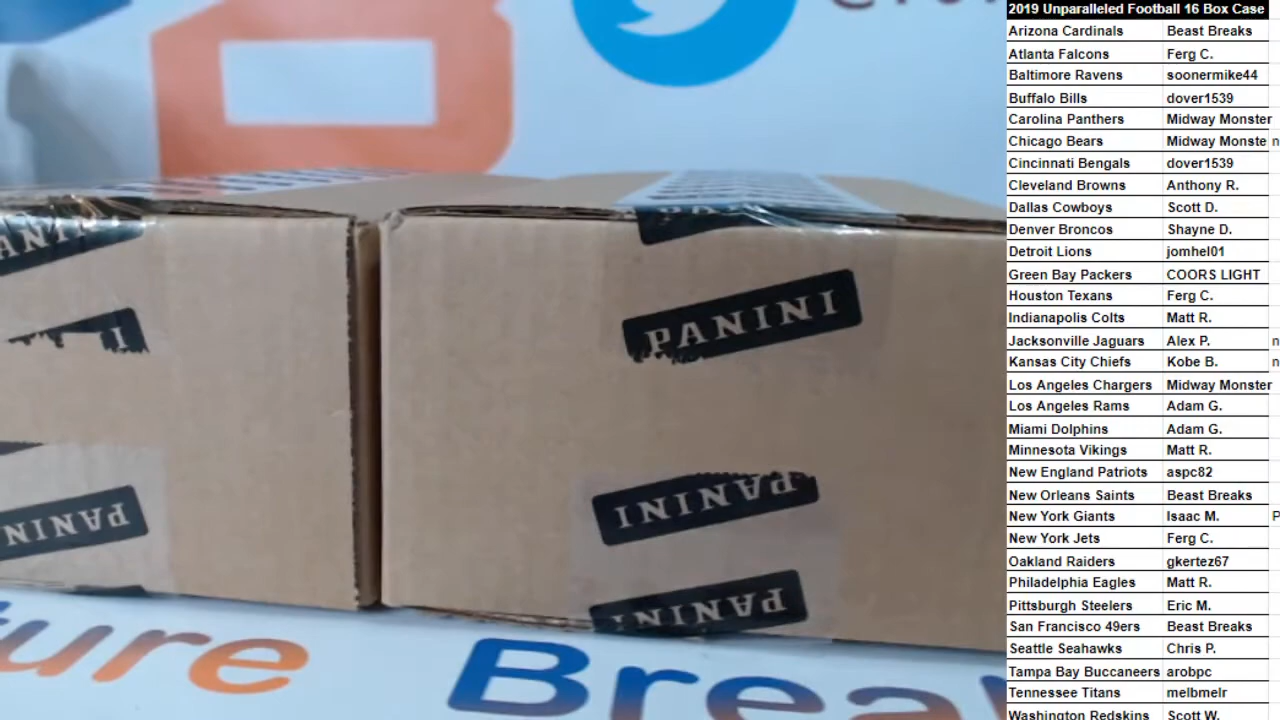 2019 Unparalleled Football 16 Box Case
Arizona Cardinals Beast Breaks
Atlanta Falcons Ferg C.
Baltimore Ravens soonermike44
Buffalo Bills dover1539
Carolina Panthers Midway Monster
Chicago Bears Midway Monste n
Cincinnati Bengals dover1539
Cleveland Browns Anthony R.
Dallas Cowboys Scott D.
Denver Broncos Shayne D.
Detroit Lions jomhel01
Green Bay Packers COORS LIGHT
Houston Texans Ferg C.
Indianapolis Colts Matt R.
Jacksonville Jaguars Alex P. n
Kansas City Chiefs Kobe B. n
Los Angeles Chargers Midway Monster
Los Angeles Rams Adam G.
Miami Dolphins Adam G.
Minnesota Vikings Matt R.
New England Patriots aspc82
New Orleans Saints Beast Breaks
New York Giants Isaac M. P
New York Jets Ferg C.
Oakland Raiders gkertez67
Philadelphia Eagles Matt R.
Pittsburgh Steelers Eric M.
San Francisco 49ers Beast Breaks
Seattle Seahawks Chris P.
Tampa Bay Buccaneers arobpc
Tennessee Titans melbmelr
Washington Redskins Scott W.
PANINI
PANINI
PANINI
PANINI
ture Brea